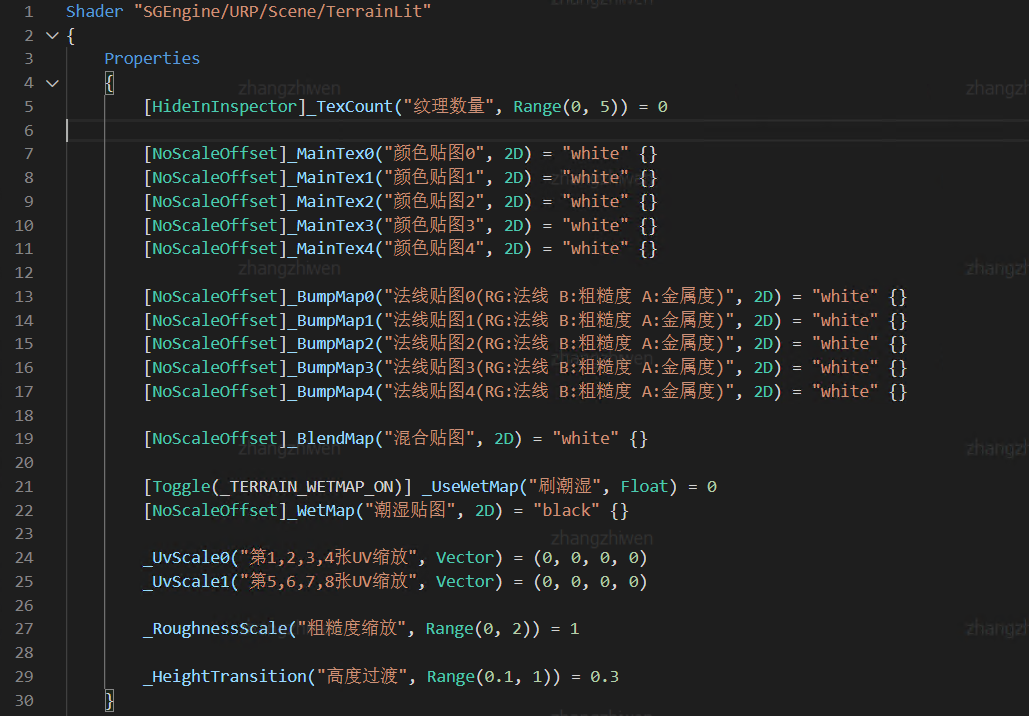 1 Shader "SGEngine/URP/Scene/TerrainLit"
2 {
3 Properties
4 {
5 [HideInInspector]_TexCount("纹理数量", Range(0, 5)) = 0
6
7 [NoScaleOffset]_MainTex0("颜色贴图0", 2D) = "white" {}
8 [NoScaleOffset]_MainTex1("颜色贴图1", 2D) = "white" {}
9 [NoScaleOffset]_MainTex2("颜色贴图2", 2D) = "white" {}
10 [NoScaleOffset]_MainTex3("颜色贴图3", 2D) = "white" {}
11 [NoScaleOffset]_MainTex4("颜色贴图4", 2D) = "white" {}
12
13 [NoScaleOffset]_BumpMap0("法线贴图0(RG:法线 B:粗糙度 A:金属度)", 2D) = "white" {}
14 [NoScaleOffset]_BumpMap1("法线贴图1(RG:法线 B:粗糙度 A:金属度)", 2D) = "white" {}
15 [NoScaleOffset]_BumpMap2("法线贴图2(RG:法线 B:粗糙度 A:金属度)", 2D) = "white" {}
16 [NoScaleOffset]_BumpMap3("法线贴图3(RG:法线 B:粗糙度 A:金属度)", 2D) = "white" {}
17 [NoScaleOffset]_BumpMap4("法线贴图4(RG:法线 B:粗糙度 A:金属度)", 2D) = "white" {}
18
19 [NoScaleOffset]_BlendMap("混合贴图", 2D) = "white" {}
20
21 [Toggle(_TERRAIN_WETMAP_ON)] _UseWetMap("刷潮湿", Float) = 0
22 [NoScaleOffset]_WetMap("潮湿贴图", 2D) = "black" {}
23
24 _UvScale0("第1,2,3,4张UV缩放", Vector) = (0, 0, 0, 0)
25 _UvScale1("第5,6,7,8张UV缩放", Vector) = (0, 0, 0, 0)
26
27 _RoughnessScale("粗糙度缩放", Range(0, 2)) = 1
28
29 _HeightTransition("高度过渡", Range(0.1, 1)) = 0.3
30 }